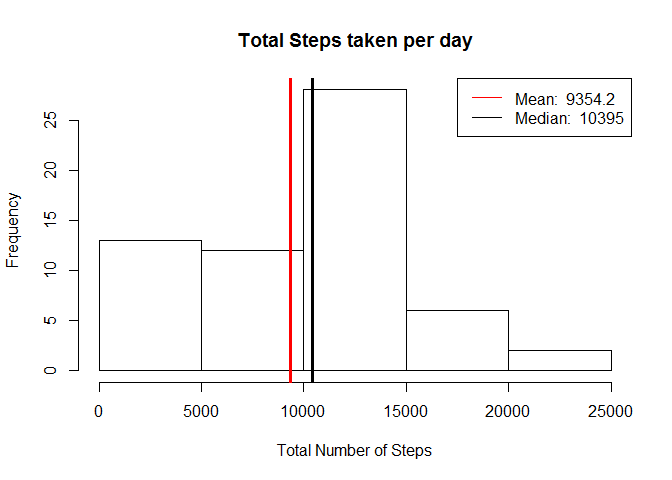 Total Steps taken per day
Mean: 9354.2
Median: 10395
Frequency
25
20
15
10
5
0
0 5000 10000 15000 20000 25000
Total Number of Steps